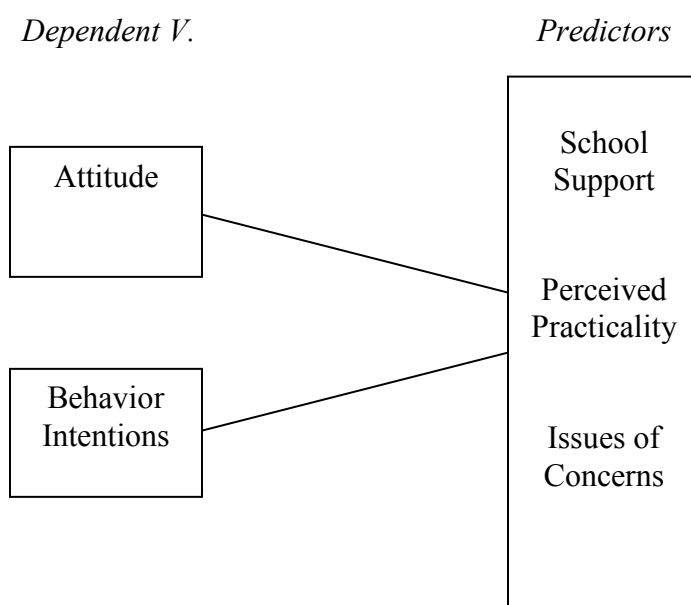 Dependent V.
Predictors
Attitude
Behavior
Intentions
School
Support
Perceived
Practicality
Issues of
Concerns